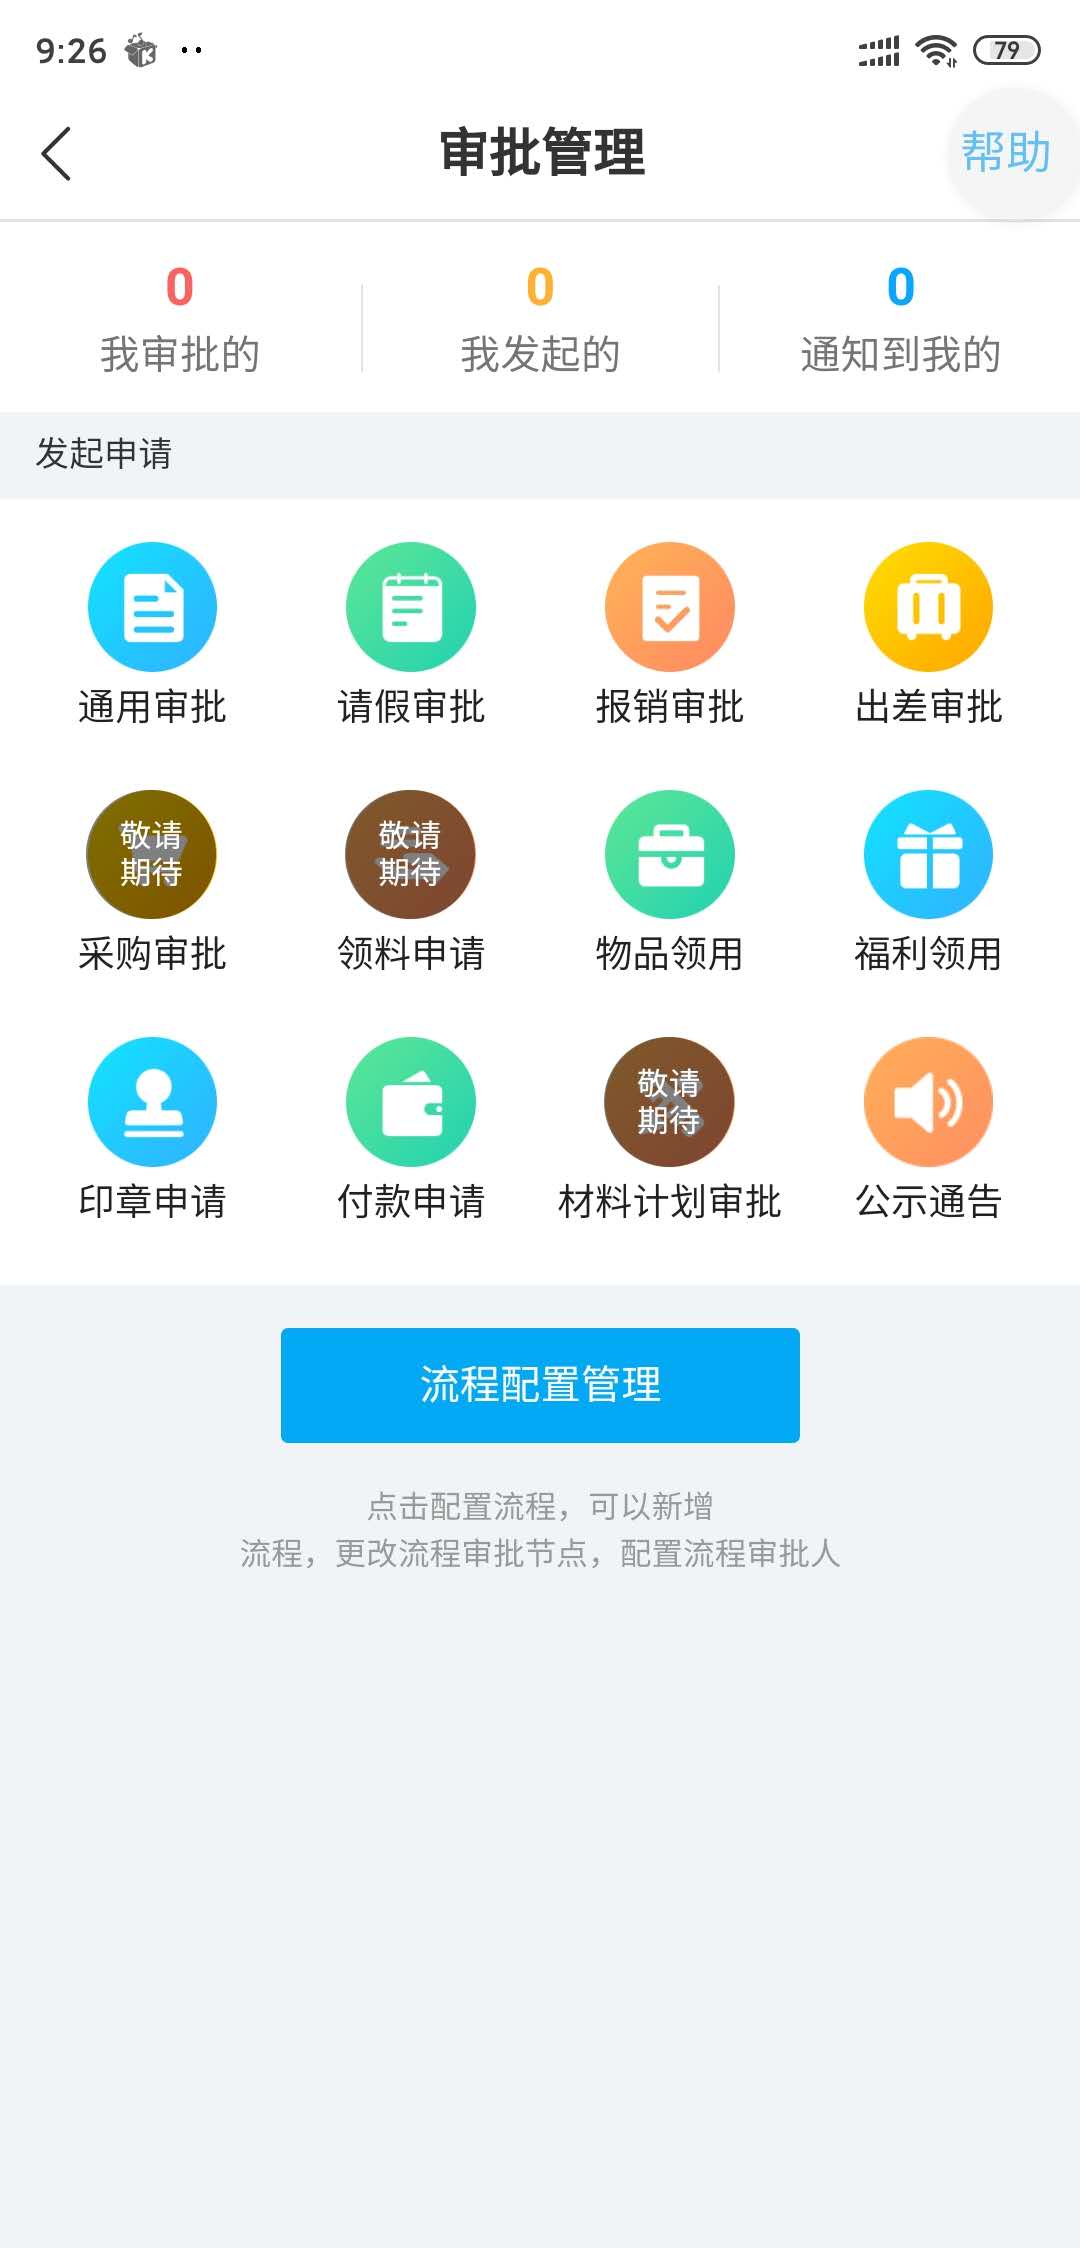 9:26
79
审批管理
帮助
0 0 0
我审批的 我发起的 通知到我的
发起申请
通用审批 请假审批 报销审批 出差审批
敬请 敬请
期待 期待
采购审批 领料申请 物品领用 福利领用
敬请
期待
印章申请 付款申请 材料计划审批 公示通告
流程配置管理
点击配置流程，可以新增
流程，更改流程审批节点，配置流程审批人